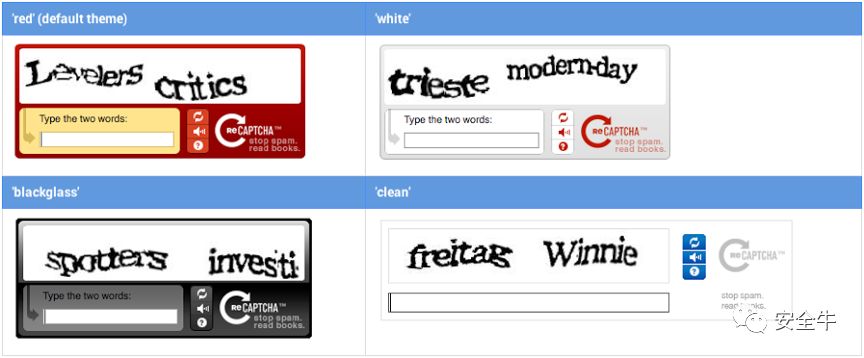 'red' (default theme)
'white'
Levelers critics
Type the two words:
reCAPTCHA™
stop spam.
read books.
trieste modern-day
Type the two words:
reCAPTCHA™
stop spam.
read books.
'blackglass'
'clean'
spotters investi
Type the two words:
reCAPTCHA™
stop spam.
read books.
freitag Winnie
reCAPTCHA™
stop spam.
read books.
安全牛